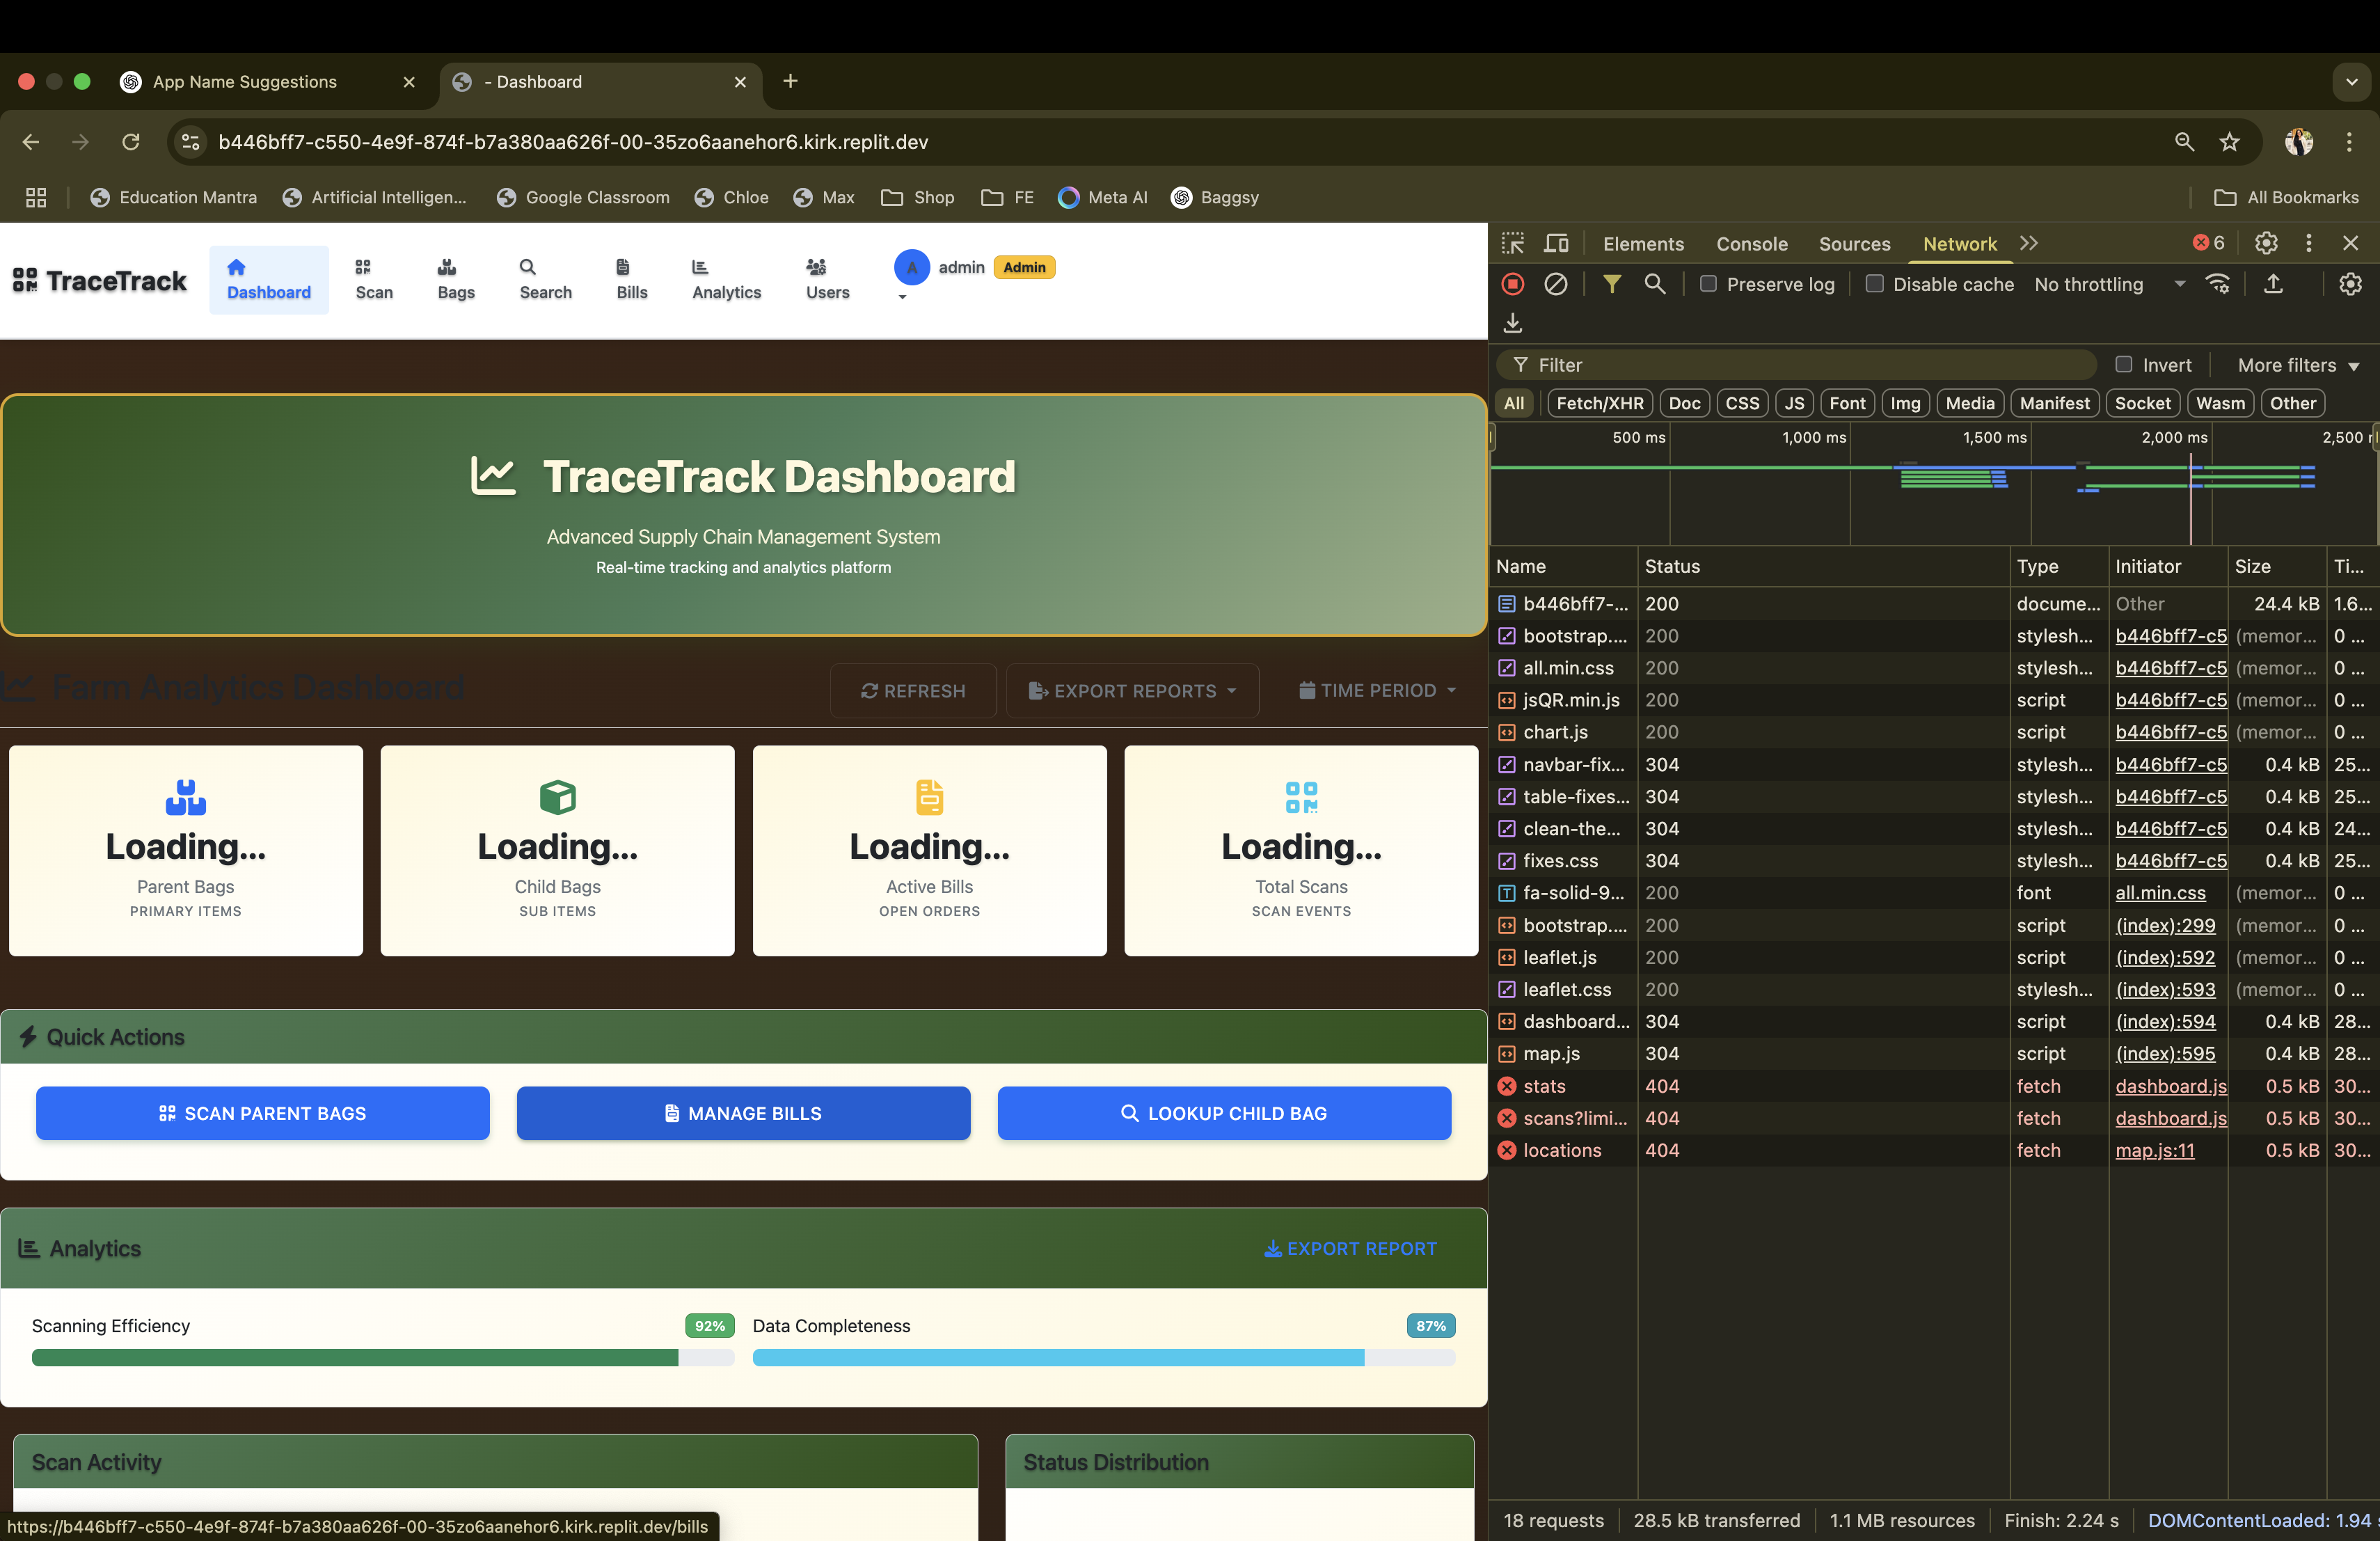 App Name Suggestions
- Dashboard
b446bff7-c550-4e9f-874f-b7a380aa626f-00-35zo6aanehor6.kirk.replit.dev
Education Mantra
Artificial Intelligen...
Google Classroom
Chloe
Max
Shop
FE
Meta AI
Baggsy
All Bookmarks
TraceTrack
Dashboard
Scan
Bags
Search
Bills
Analytics
Users
A
admin
Admin
TraceTrack Dashboard
Advanced Supply Chain Management System
Real-time tracking and analytics platform
Farm Analytics Dashboard
REFRESH
EXPORT REPORTS
TIME PERIOD
Loading...
Parent Bags
PRIMARY ITEMS
Loading...
Child Bags
SUB ITEMS
Loading...
Active Bills
OPEN ORDERS
Loading...
Total Scans
SCAN EVENTS
Quick Actions
SCAN PARENT BAGS
MANAGE BILLS
LOOKUP CHILD BAG
Analytics
EXPORT REPORT
Scanning Efficiency 92%
Data Completeness 87%
Scan Activity
Status Distribution
https://b446bff7-c550-4e9f-874f-b7a380aa626f-00-35zo6aanehor6.kirk.replit.dev/bills
Elements Console Sources Network 6
Preserve log Disable cache No throttling
Filter Invert More filters
All Fetch/XHR Doc CSS JS Font Img Media Manifest Socket Wasm Other
500 ms 1,000 ms 1,500 ms 2,000 ms 2,500
Name Status Type Initiator Size Ti...
b446bff7-... 200 docume... Other 24.4 kB 1.6...
bootstrap.... 200 stylesh... b446bff7-c5 (memor... 0 ...
all.min.css 200 stylesh... b446bff7-c5 (memor... 0 ...
jsQR.min.js 200 script b446bff7-c5 (memor... 0 ...
chart.js 200 script b446bff7-c5 (memor... 0 ...
navbar-fix... 304 stylesh... b446bff7-c5 0.4 kB 25...
table-fixes... 304 stylesh... b446bff7-c5 0.4 kB 25...
clean-the... 304 stylesh... b446bff7-c5 0.4 kB 24...
fixes.css 304 stylesh... b446bff7-c5 0.4 kB 25...
fa-solid-9... 200 font all.min.css (memor... 0 ...
bootstrap.... 200 script (index):299 (memor... 0 ...
leaflet.js 200 script (index):592 (memor... 0 ...
leaflet.css 200 stylesh... (index):593 (memor... 0 ...
dashboard... 304 script (index):594 0.4 kB 28...
map.js 304 script (index):595 0.4 kB 28...
stats 404 fetch dashboard.js 0.5 kB 30...
scans?limi... 404 fetch dashboard.js 0.5 kB 30...
locations 404 fetch map.js:11 0.5 kB 30...
18 requests 28.5 kB transferred 1.1 MB resources Finish: 2.24 s DOMContentLoaded: 1.94